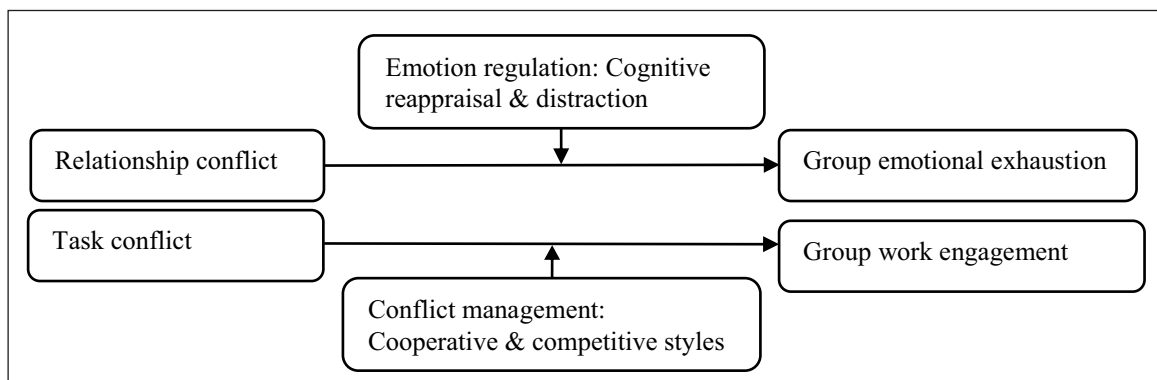 Emotion regulation: Cognitive
reappraisal & distraction
Relationship conflict
Group emotional exhaustion
Task conflict
Group work engagement
Conflict management:
Cooperative & competitive styles